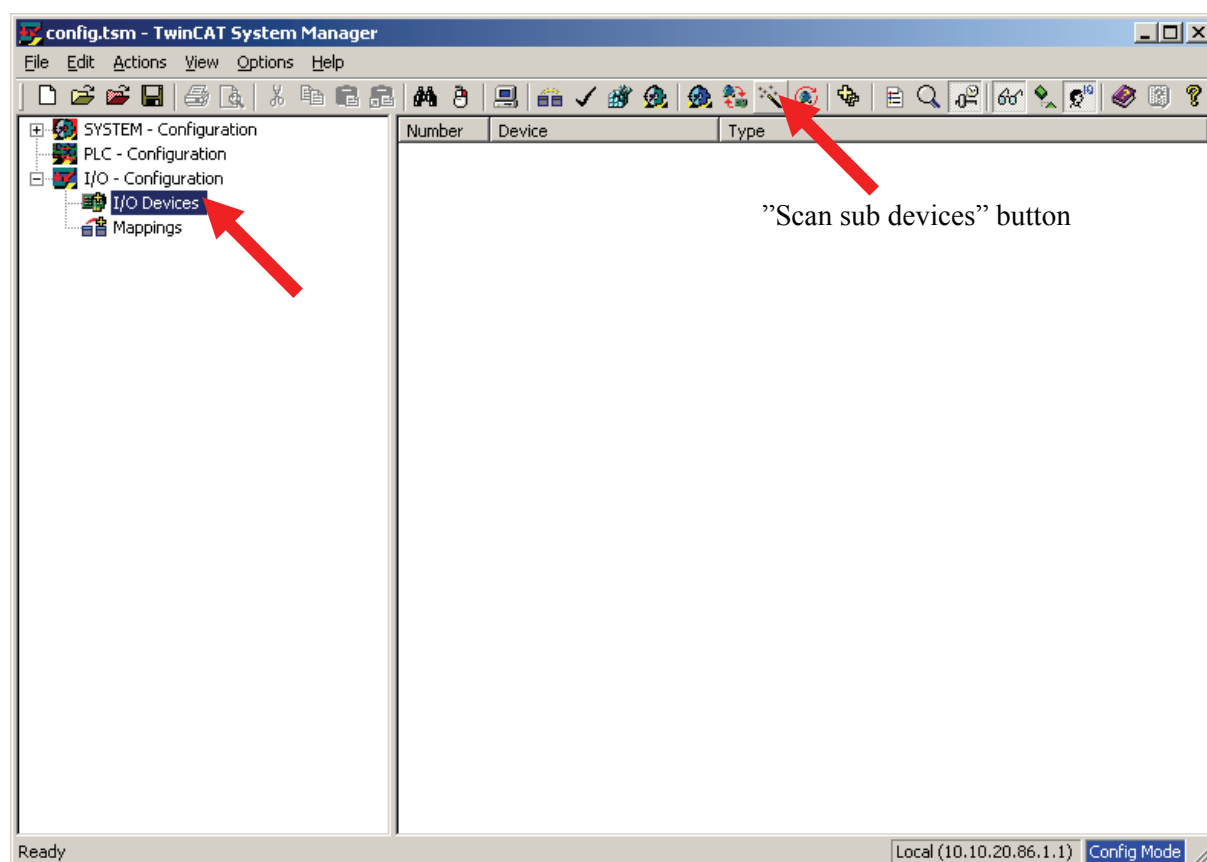 config.tsm - TwinCAT System Manager
File Edit Actions View Options Help
SYSTEM - Configuration
PLC - Configuration
I/O - Configuration
I/O Devices
Mappings
Number Device Type
”Scan sub devices” button
Ready
Local (10.10.20.86.1.1) Config Mode